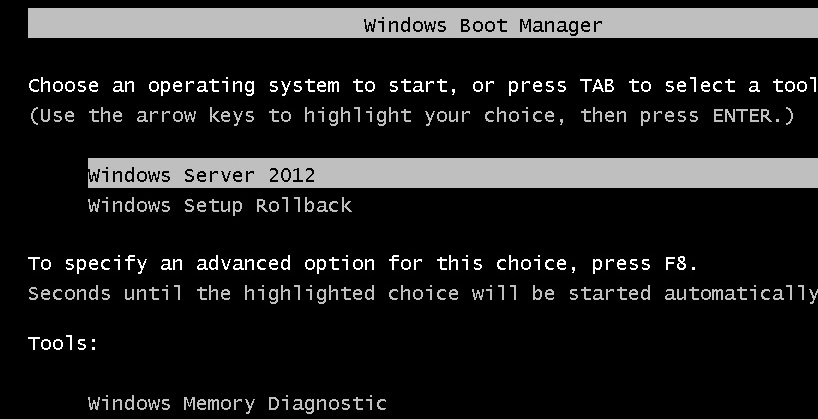 Windows Boot Manager
Choose an operating system to start, or press TAB to select a tool
(Use the arrow keys to highlight your choice, then press ENTER.)
Windows Server 2012
Windows Setup Rollback
To specify an advanced option for this choice, press F8.
Seconds until the highlighted choice will be started automatically
Tools:
Windows Memory Diagnostic